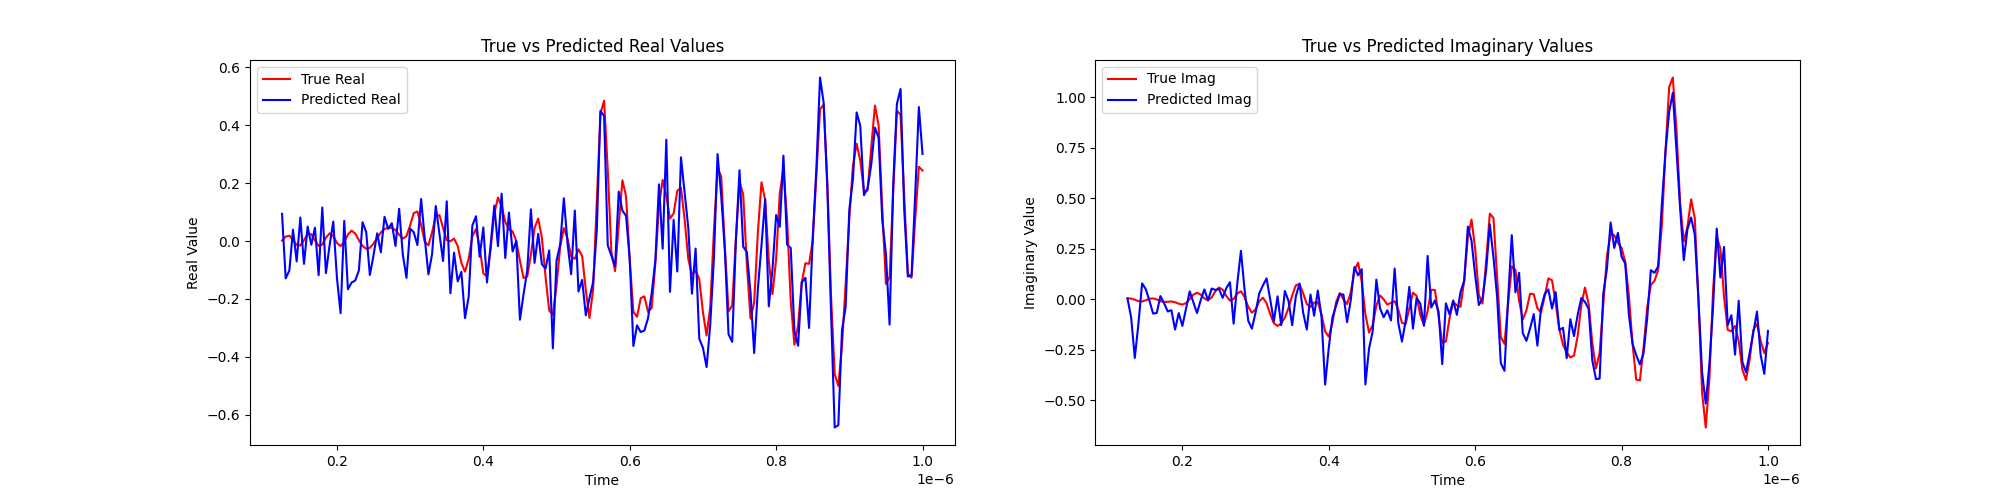 True vs Predicted Real Values
True Real
Predicted Real
Real Value
0.6
0.4
0.2
0.0
−0.2
−0.4
−0.6
0.2
0.4
0.6
0.8
1.0
1e−6
Time
True vs Predicted Imaginary Values
True Imag
Predicted Imag
Imaginary Value
1.00
0.75
0.50
0.25
0.00
−0.25
−0.50
0.2
0.4
0.6
0.8
1.0
1e−6
Time